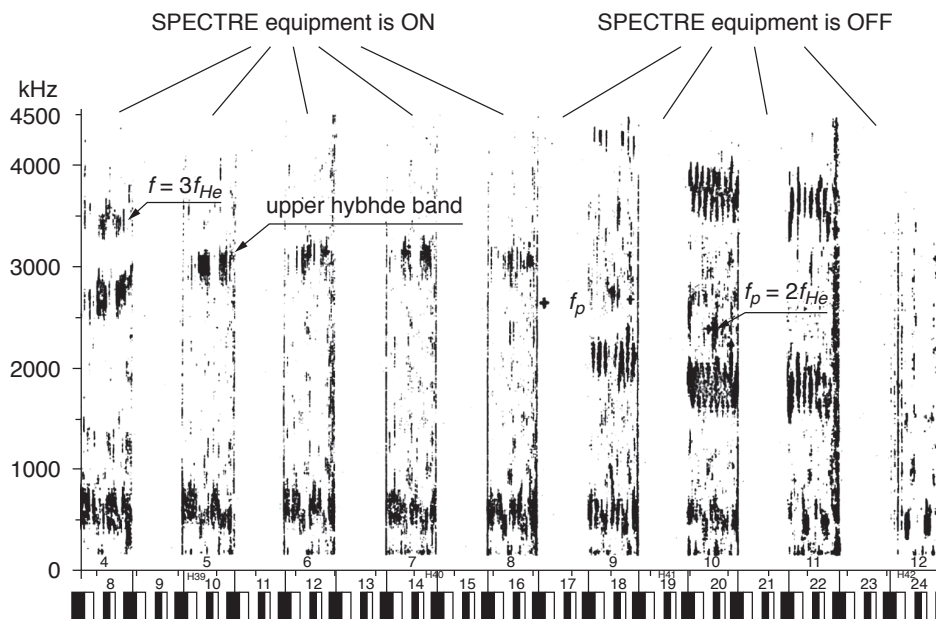 SPECTRE equipment is ON
SPECTRE equipment is OFF
kHz
4500
4000
3000
2000
1000
0
f = 3fHe
upper hybhde band
fp
fp = 2fHe
4 5 6 7 8 9 10 11 12
H39 H40 H41 H42
8 9 10 11 12 13 14 15 16 17 18 19 20 21 22 23 24